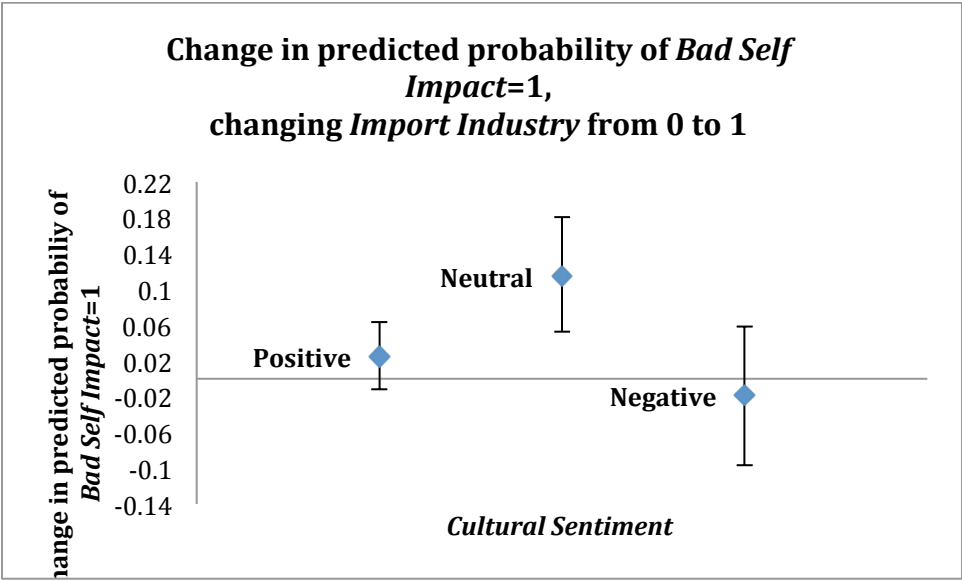 Change in predicted probability of Bad Self
Impact=1,
changing Import Industry from 0 to 1
hange in predicted probabiliy of
Bad Self Impact=1
0.22
0.18
0.14
0.1
0.06
0.02
-0.02
-0.06
-0.1
-0.14
Neutral
Positive
Negative
Cultural Sentiment